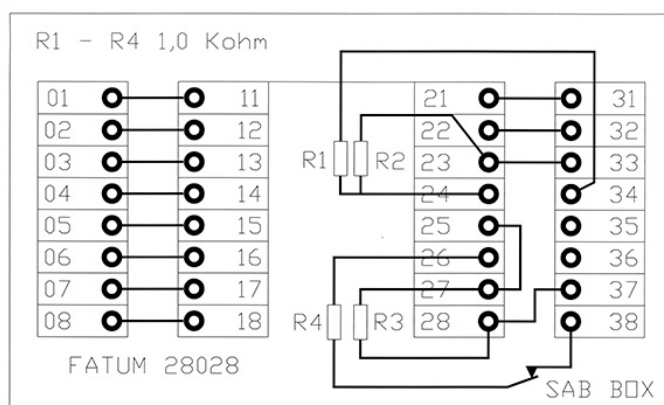 R1 - R4 1,0 Kohm
01 11 21 31
02 12 22 32
03 13 23 33
R1 R2
04 14 24 34
05 15 25 35
06 16 26 36
07 17 27 37
R4 R3
08 18 28 38
FATUM 28028
SAB BOX